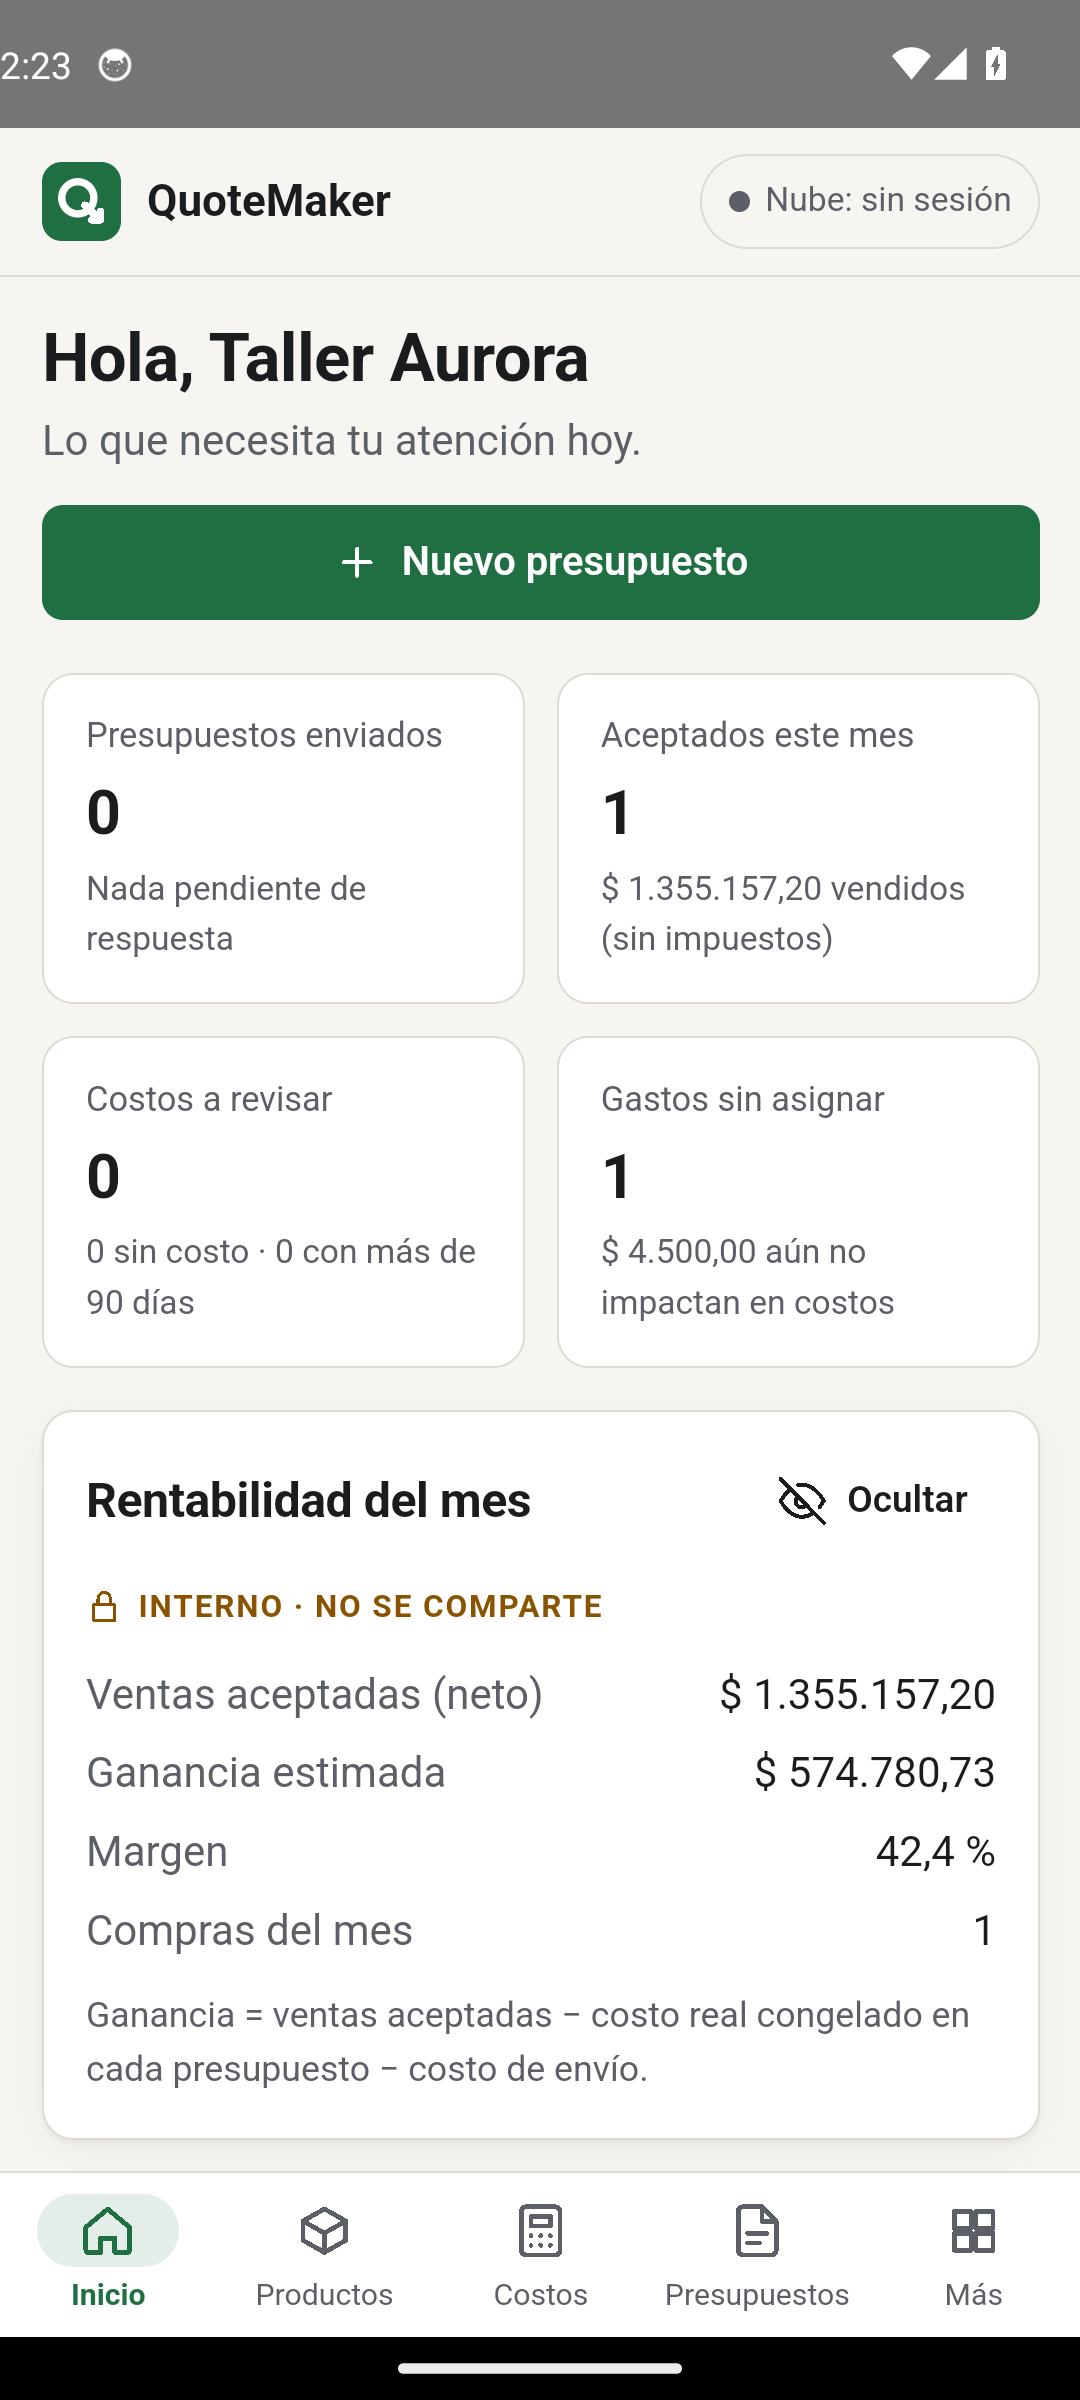 2:23
QuoteMaker
Nube: sin sesión
Hola, Taller Aurora
Lo que necesita tu atención hoy.
Nuevo presupuesto
Presupuestos enviados
0
Nada pendiente de
respuesta
Aceptados este mes
1
$ 1.355.157,20 vendidos
(sin impuestos)
Costos a revisar
0
0 sin costo · 0 con más de
90 días
Gastos sin asignar
1
$ 4.500,00 aún no
impactan en costos
Rentabilidad del mes
Ocultar
INTERNO · NO SE COMPARTE
Ventas aceptadas (neto) $ 1.355.157,20
Ganancia estimada $ 574.780,73
Margen 42,4 %
Compras del mes 1
Ganancia = ventas aceptadas − costo real congelado en
cada presupuesto − costo de envío.
Inicio Productos Costos Presupuestos Más